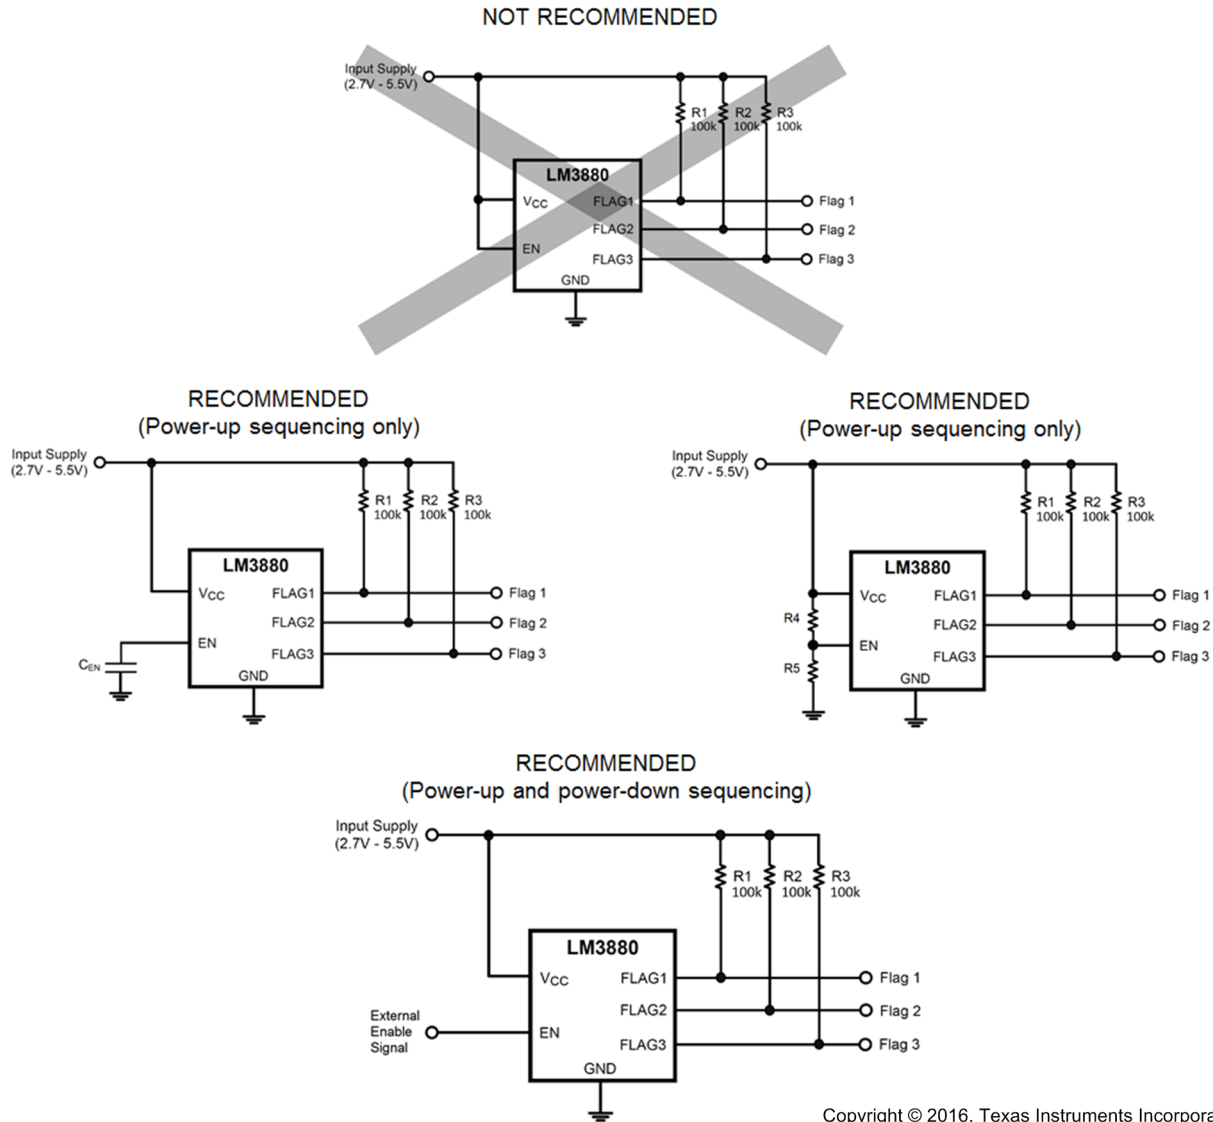 NOT RECOMMENDED
Input Supply
(2.7V - 5.5V)
R1
100k
R2
100k
R3
100k
LM3880
VCC
FLAG1
Flag 1
FLAG2
Flag 2
EN
FLAG3
Flag 3
GND
RECOMMENDED
(Power-up sequencing only)
Input Supply
(2.7V - 5.5V)
R1
100k
R2
100k
R3
100k
LM3880
VCC
FLAG1
Flag 1
FLAG2
Flag 2
EN
FLAG3
Flag 3
CEN
GND
RECOMMENDED
(Power-up sequencing only)
Input Supply
(2.7V - 5.5V)
R1
100k
R2
100k
R3
100k
LM3880
VCC
FLAG1
Flag 1
R4
FLAG2
Flag 2
EN
FLAG3
Flag 3
R5
GND
RECOMMENDED
(Power-up and power-down sequencing)
Input Supply
(2.7V - 5.5V)
R1
100k
R2
100k
R3
100k
LM3880
VCC
FLAG1
Flag 1
FLAG2
Flag 2
External
Enable
Signal
EN
FLAG3
Flag 3
GND
Copyright © 2016, Texas Instruments Incorpora